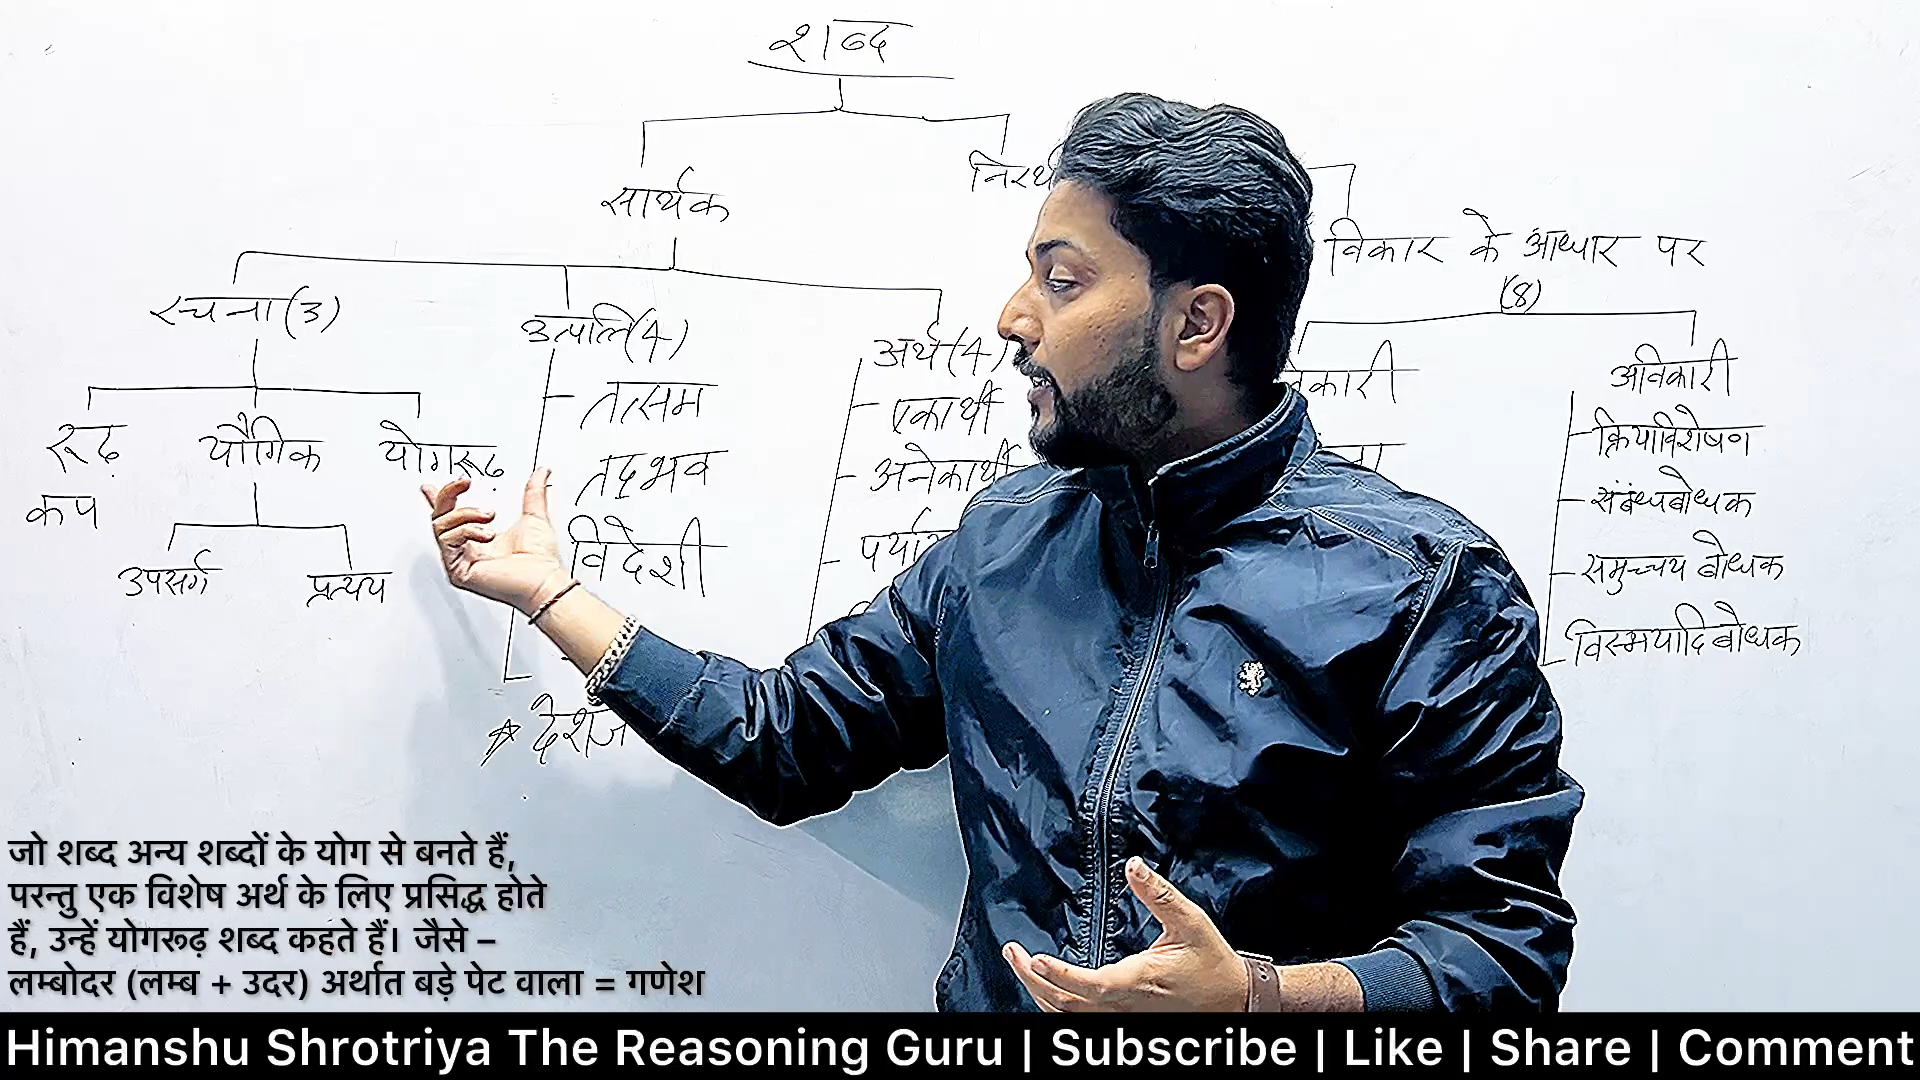 शब्द
सार्थक
विकार के आधार पर
(8)
रचना (3)
उत्पत्ति (4)
अर्थ (4)
अविकारी
रूढ़
यौगिक
योगरूढ़
कप
उपसर्ग
प्रत्यय
तत्सम
तद्भव
विदेशी
* देशज
एकार्थी
अनेकार्थी
क्रियाविशेषण
संबंधबोधक
समुच्चय बोधक
विस्मयादिबोधक
जो शब्द अन्य शब्दों के योग से बनते हैं,
परन्तु एक विशेष अर्थ के लिए प्रसिद्ध होते
हैं, उन्हें योगरूढ़ शब्द कहते हैं। जैसे –
लम्बोदर (लम्ब + उदर) अर्थात बड़े पेट वाला = गणेश
Himanshu Shrotriya The Reasoning Guru | Subscribe | Like | Share | Comment